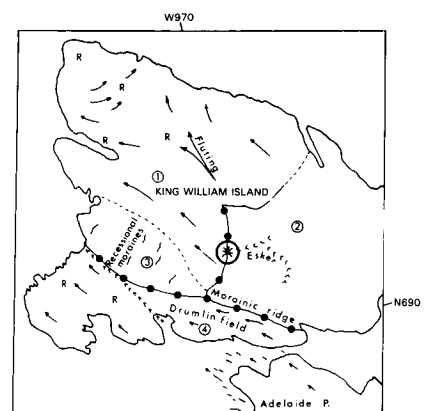 W970
R
R
R
R
Fluting
①
KING WILLIAM ISLAND
②
Recessional
moraines
Esker
③
R
Morainic ridge
N690
Drumlin field
④
Adelaide P.